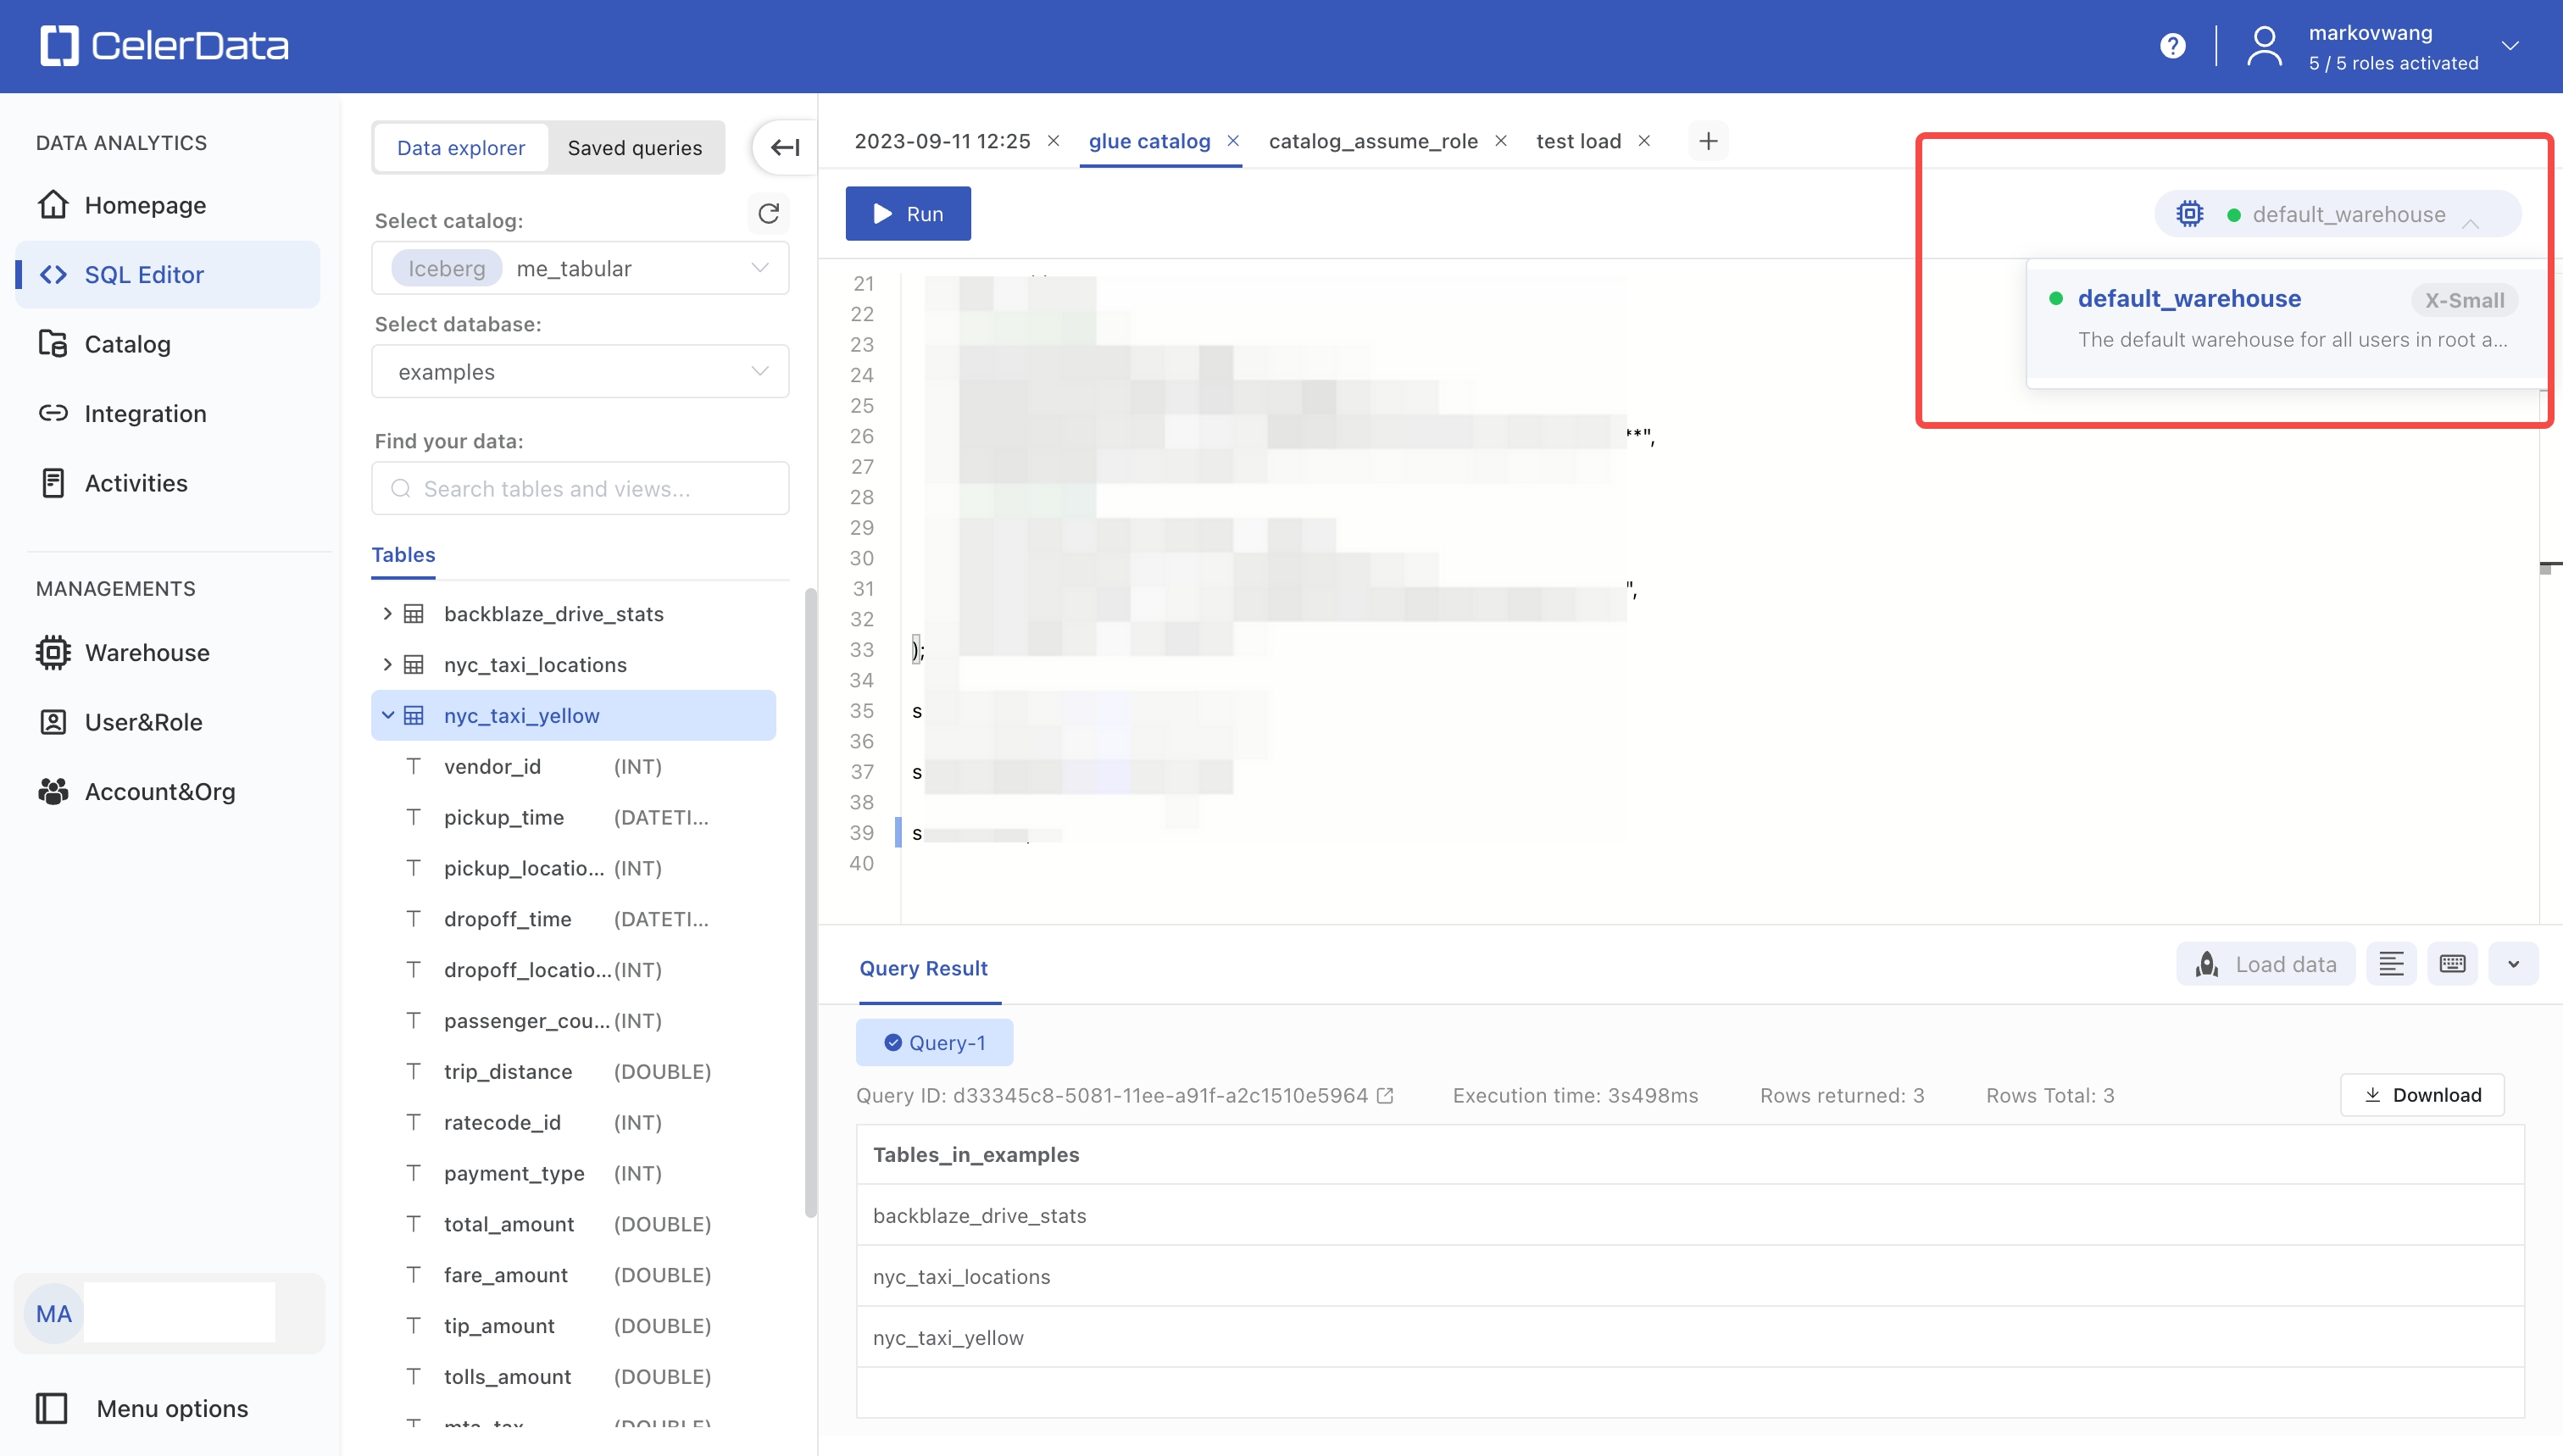 CelerData
markovwang
5 / 5 roles activated
DATA ANALYTICS
Homepage
SQL Editor
Catalog
Integration
Activities
MANAGEMENTS
Warehouse
User&Role
Account&Org
MA
Menu options
Data explorer
Saved queries
Select catalog:
Iceberg me_tabular
Select database:
examples
Find your data:
Search tables and views...
Tables
backblaze_drive_stats
nyc_taxi_locations
nyc_taxi_yellow
vendor_id (INT)
pickup_time (DATETI...
pickup_locatio... (INT)
dropoff_time (DATETI...
dropoff_locatio... (INT)
passenger_cou... (INT)
trip_distance (DOUBLE)
ratecode_id (INT)
payment_type (INT)
total_amount (DOUBLE)
fare_amount (DOUBLE)
tip_amount (DOUBLE)
tolls_amount (DOUBLE)
mta_tax (DOUBLE)
2023-09-11 12:25
glue catalog
catalog_assume_role
test load
Run
default_warehouse
default_warehouse X-Small
The default warehouse for all users in root a...
21
22
23
24
25
26 **",
27
28
29
30
31 ",
32
33 );
34
35 s
36
37 s
38
39 s
40
Query Result
Load data
Query-1
Query ID: d33345c8-5081-11ee-a91f-a2c1510e5964 Execution time: 3s498ms Rows returned: 3 Rows Total: 3
Download
Tables_in_examples
backblaze_drive_stats
nyc_taxi_locations
nyc_taxi_yellow